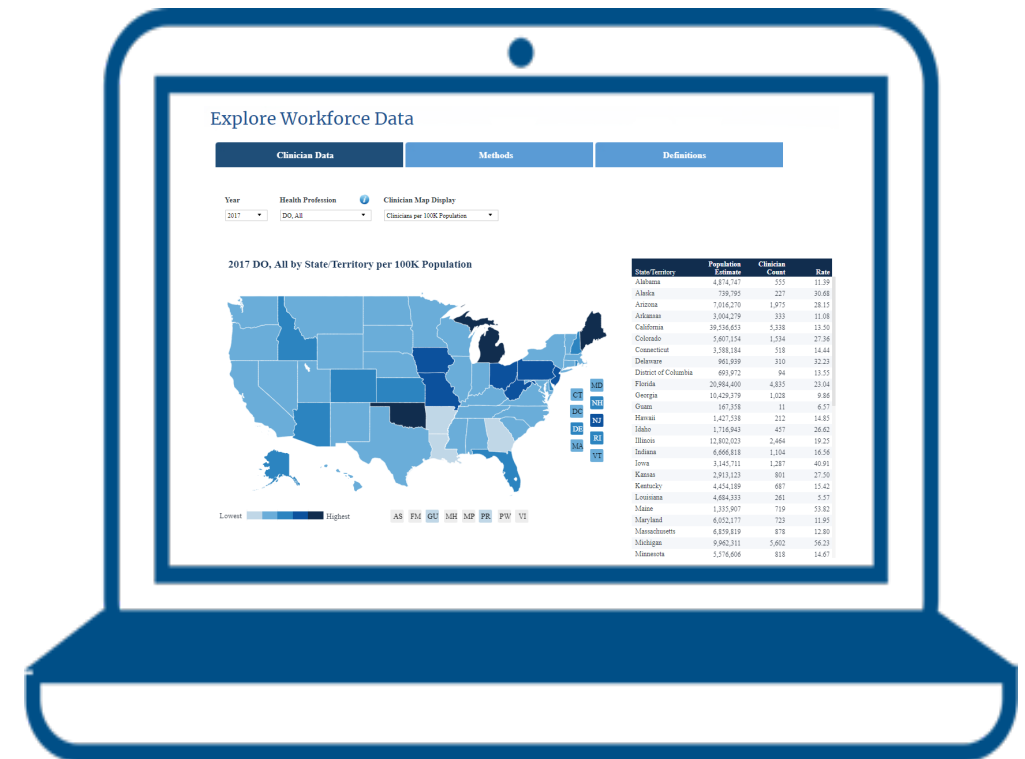 Explore Workforce Data
Clinician Data Methods Definitions
Year Health Profession i Clinician Map Display
2017 DO, All Clinicians per 100K Population
2017 DO, All by State/Territory per 100K Population
State/Territory Population Estimate Clinician Count Rate
Alabama 4,874,747 555 11.39
Alaska 739,795 227 30.68
Arizona 7,016,270 1,975 28.15
Arkansas 3,004,279 333 11.08
California 39,536,653 5,338 13.50
Colorado 5,607,154 1,534 27.36
Connecticut 3,588,184 518 14.44
Delaware 961,939 310 32.23
District of Columbia 693,972 94 13.55
Florida 20,984,400 4,835 23.04
Georgia 10,429,379 1,028 9.86
Guam 167,358 11 6.57
Hawaii 1,427,538 212 14.85
Idaho 1,716,943 457 26.62
Illinois 12,802,023 2,464 19.25
Indiana 6,666,818 1,104 16.56
Iowa 3,145,711 1,287 40.91
Kansas 2,913,123 801 27.50
Kentucky 4,454,189 687 15.42
Louisiana 4,684,333 261 5.57
Maine 1,335,907 719 53.82
Maryland 6,052,177 723 11.95
Massachusetts 6,859,819 878 12.80
Michigan 9,962,311 5,602 56.23
Minnesota 5,576,606 818 14.67
MD
CT
NH
DC
NJ
DE
RI
MA
VT
Lowest Highest
AS FM GU MH MP PR PW VI